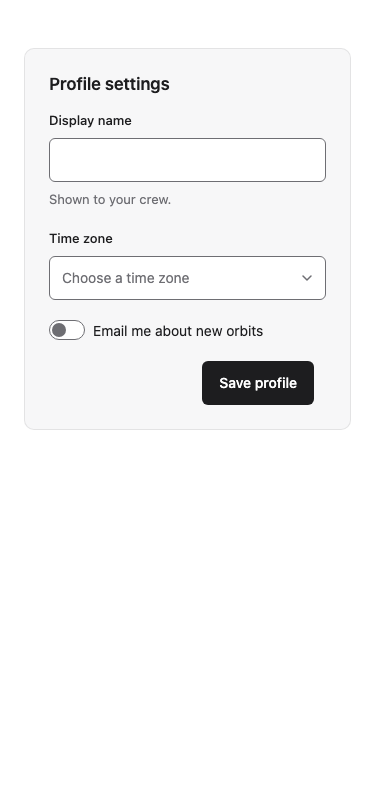 Profile settings
Display name
Shown to your crew.
Time zone
Choose a time zone
Email me about new orbits
Save profile